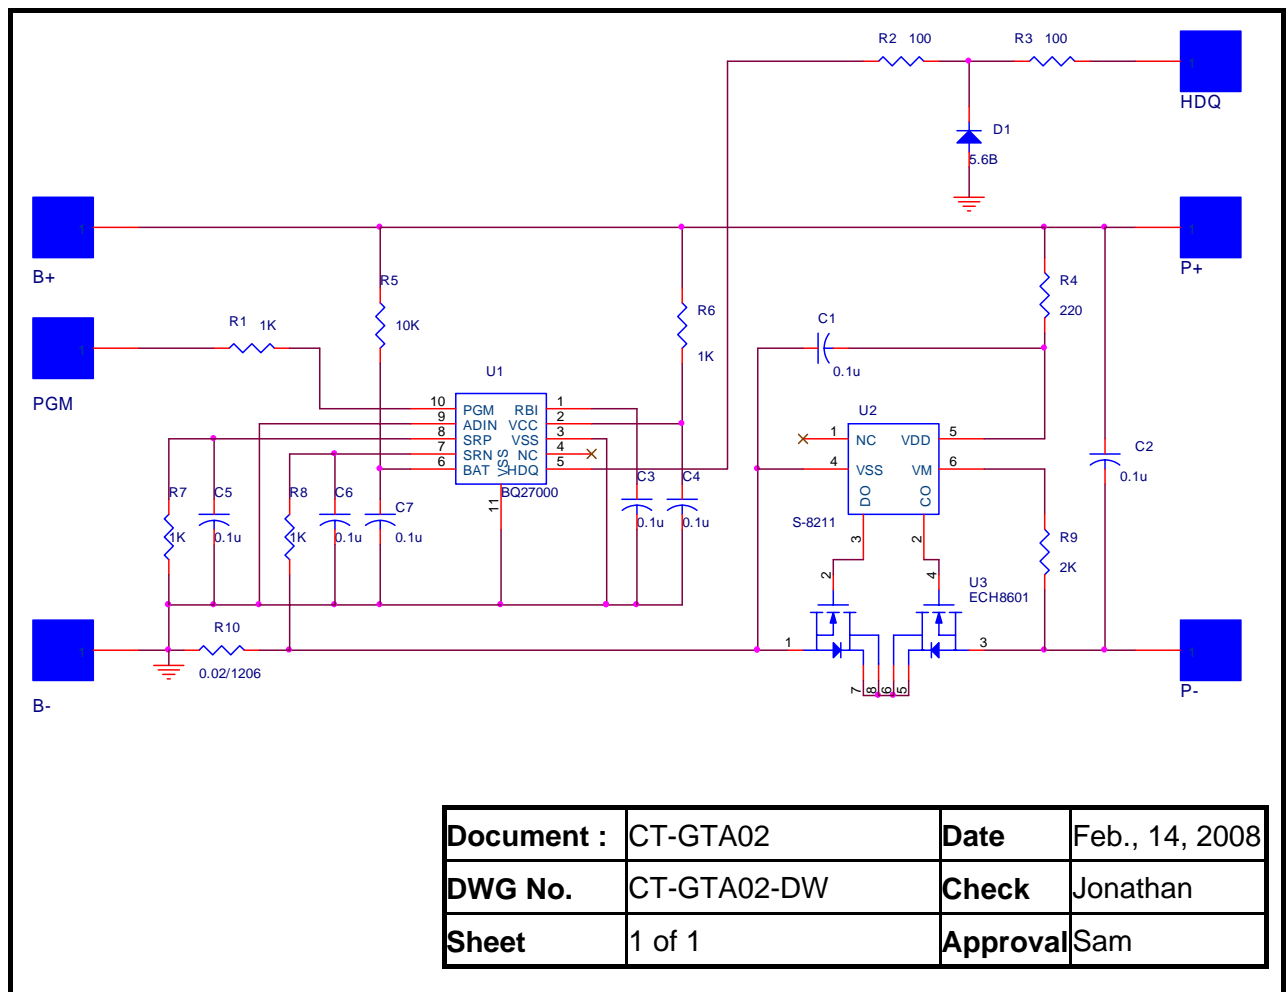 R2 100
R3 100
1
HDQ
D1
5.6B
1
B+
1
P+
R5
10K
R6
1K
R4
220
R1 1K
1
PGM
C1
0.1u
U1
10 PGM RBI 1
9 ADIN VCC 2
8 SRP VSS 3
7 SRN NC 4
6 BAT HDQ 5
VSS
11
BQ27000
U2
1 NC VDD 5
4 VSS VM 6
DO CO
3 2
S-8211
C2
0.1u
R7
1K
C5
0.1u
R8
1K
C6
0.1u
C7
0.1u
C3
0.1u
C4
0.1u
R9
2K
2
4
U3
ECH8601
R10
0.02/1206
1
B-
1
3
7 8 6 5
1
P-
Document : CT-GTA02 Date Feb., 14, 2008
DWG No. CT-GTA02-DW Check Jonathan
Sheet 1 of 1 Approval Sam